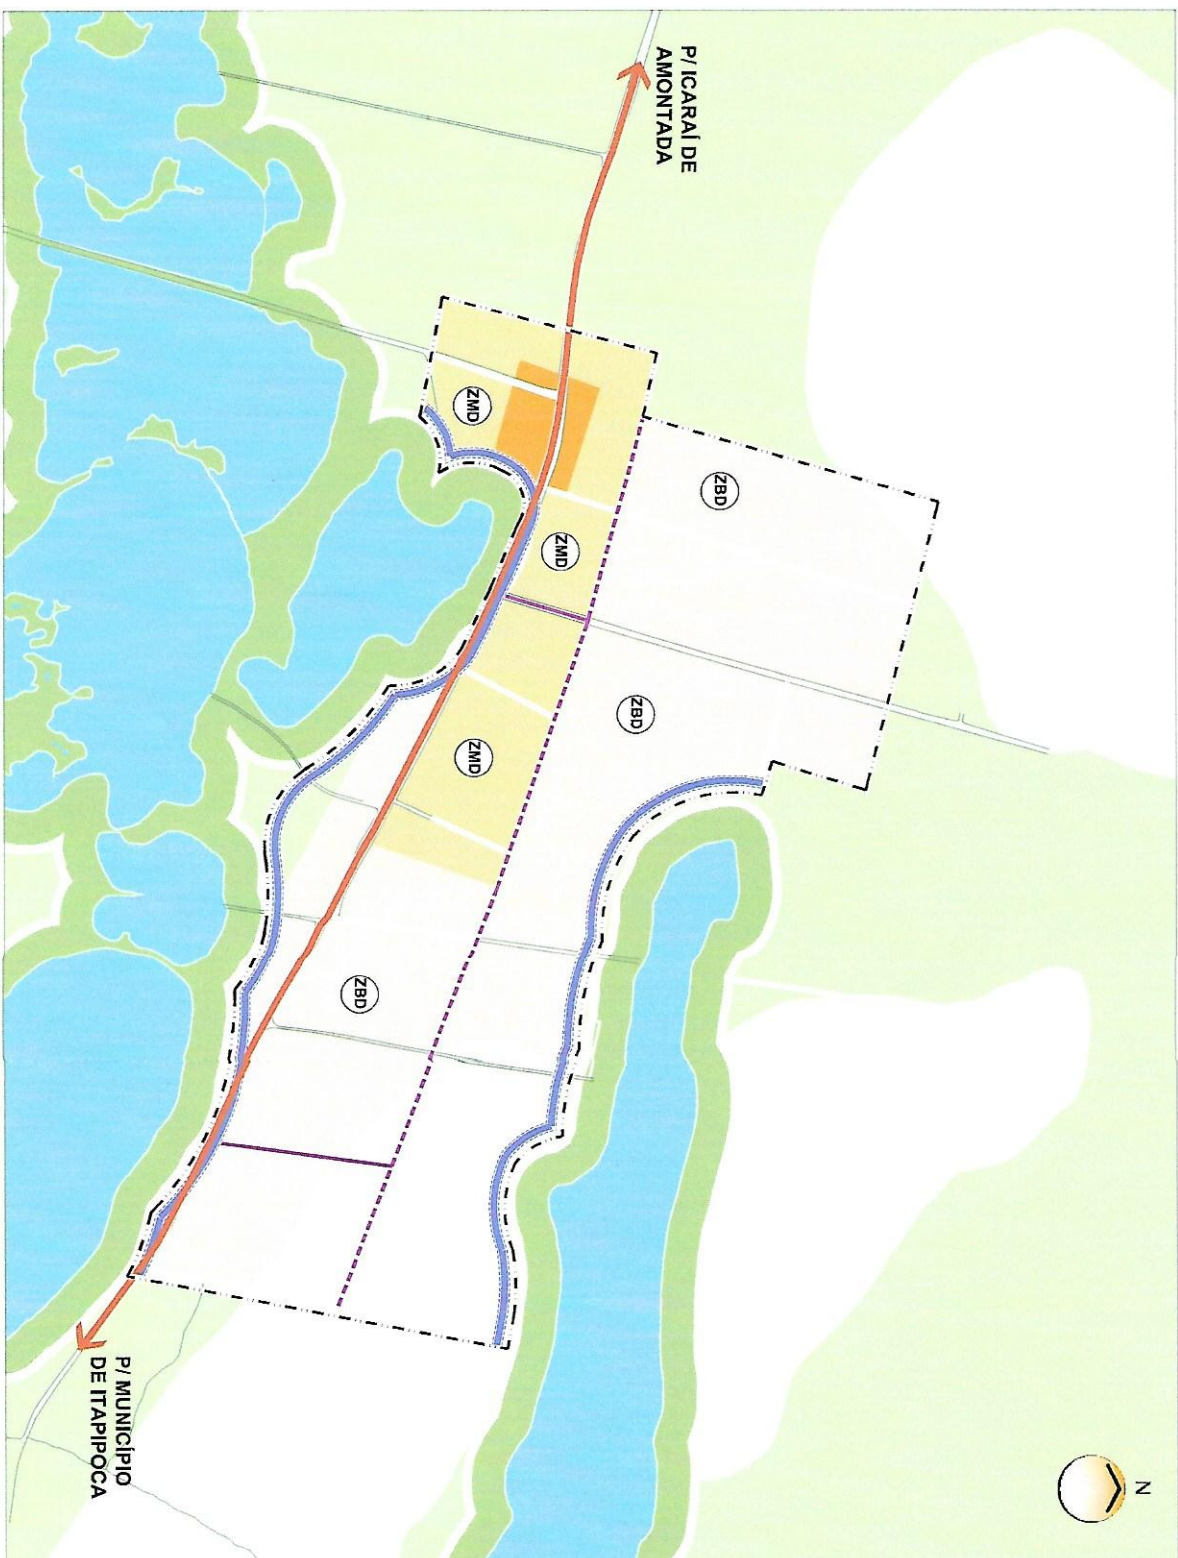 P/ ICARAÍ DE
AMONTADA
ZMD
ZBD
ZMD
ZBD
ZMD
ZBD
P/ MUNICÍPIO
DE ITAPIPOCA
N